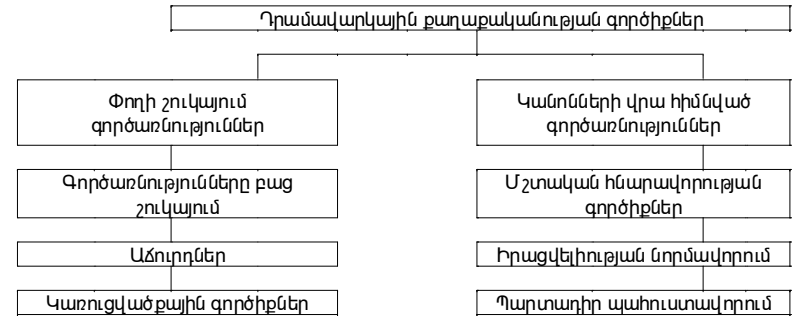 Դրամավարկային քաղաքականության գործիքներ
Փողի շուկայում
գործառնություններ
Կանոնների վրա հիմնված
գործառնություններ
Գործառնությունները բաց
շուկայում
Մշտական հնարավորության
գործիքներ
Աճուրդներ
Իրացվելիության նորմավորում
Կառուցվածքային գործիքներ
Պարտադիր պահուստավորում